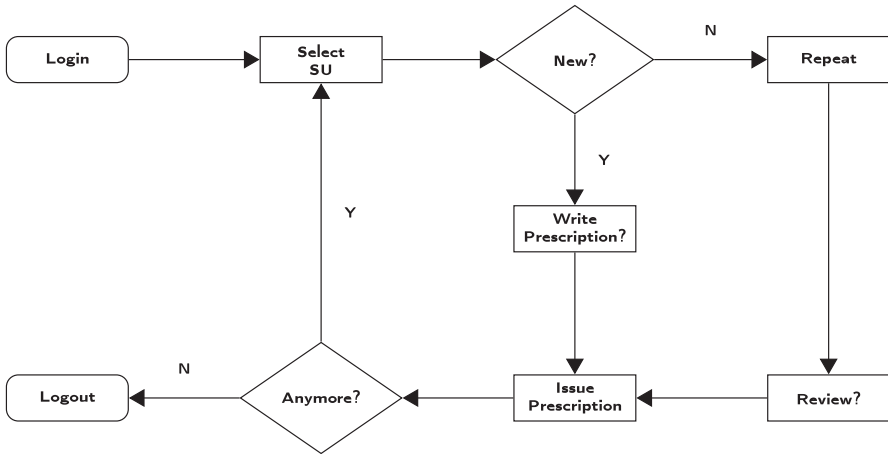 Login
Select
SU
New?
N
Repeat
Y
Write
Prescription?
Y
Logout
N
Anymore?
Issue
Prescription
Review?